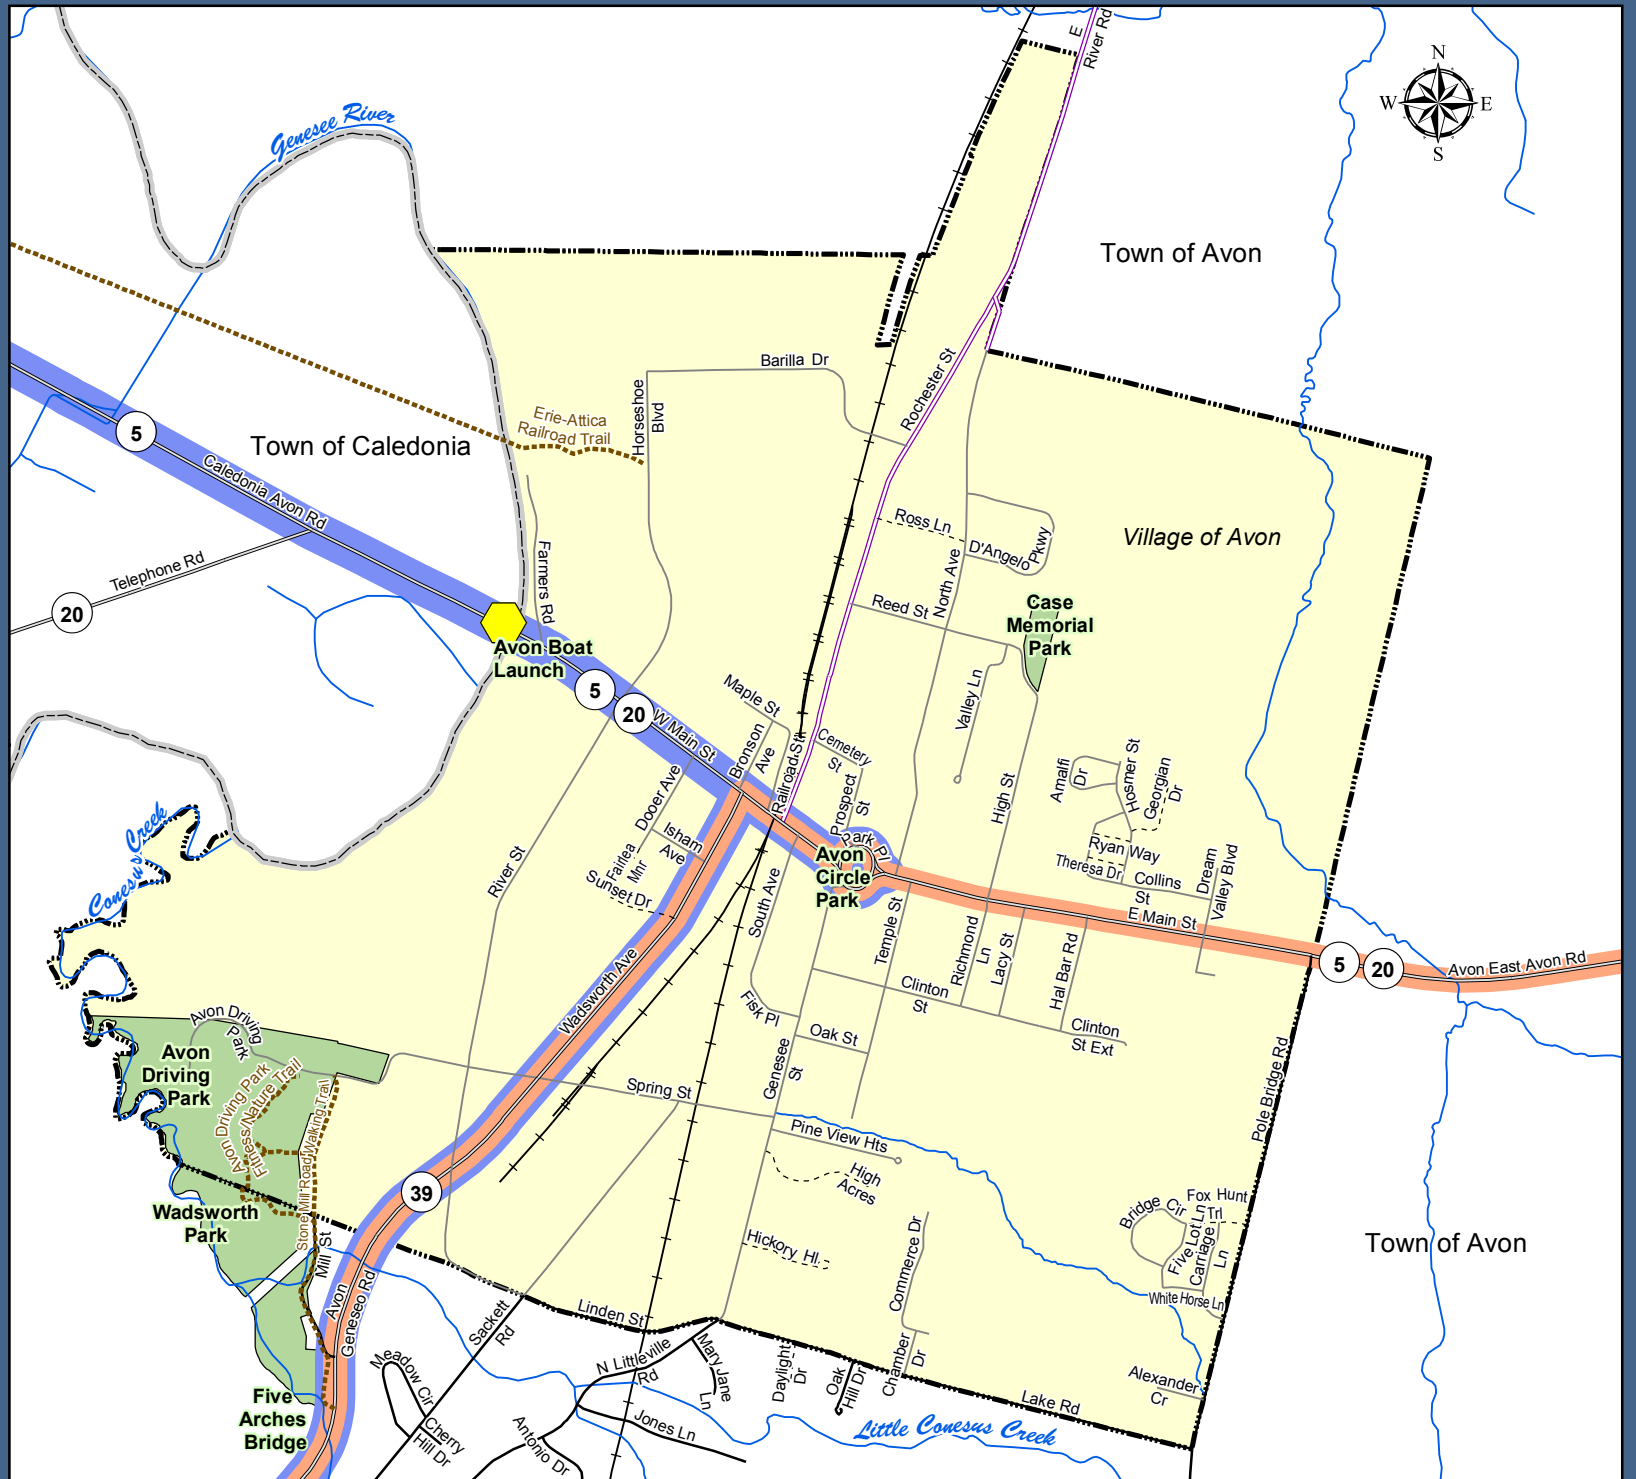 E
River Rd
N
W
E
S
Genesee River
Town of Avon
Barilla Dr
Rochester St
Horseshoe
Blvd
Erie-Attica
Railroad Trail
5
Town of Caledonia
Caledonia Avon Rd
Telephone Rd
20
Farmers Rd
Ross Ln
D'Angelo
Pkwy
North Ave
Village of Avon
Reed St
Case
Memorial
Park
Avon Boat
Launch
5
20
W Main St
Maple St
Bronson
Ave
Railroad St
Cemetery
St
Prospect
St
Valley Ln
High St
Amalfi
Dr
Hosmer St
Georgian
Dr
Ryan Way
Theresa Dr
Collins
St
Dream
Valley Blvd
E Main St
Park Pl
Avon
Circle
Park
Dooer Ave
Isham
Ave
Fairlea
Mnr
Sunset Dr
River St
Conesus Creek
South Ave
Temple St
Richmond
Ln
Lacy St
Hal Bar Rd
5
20
Avon East Avon Rd
Clinton
St
Clinton
St Ext
Wadsworth Ave
Fisk Pl
Oak St
Genesee
St
Spring St
Pole Bridge Rd
Avon Driving
Park
Avon
Driving
Park
Avon Driving Park
Fitness/Nature Trail
Stone Mill Road Walking Trail
Pine View Hts
High
Acres
39
Wadsworth
Park
Mill St
Avon
Geneseo Rd
Hickory Hl
Commerce Dr
Bridge Cir
Fox Hunt
Trl
Five Lot Ln
Carriage
Ln
White Horse Ln
Town of Avon
Linden St
Sackett
Rd
N Littleville
Rd
Mary Jane
Ln
Daylight
Dr
Oak
Hill Dr
Chamber
Dr
Lake Rd
Alexander
Cr
Meadow Cir
Cherry
Hill Dr
Antonio Dr
Jones Ln
Little Conesus Creek
Five
Arches
Bridge